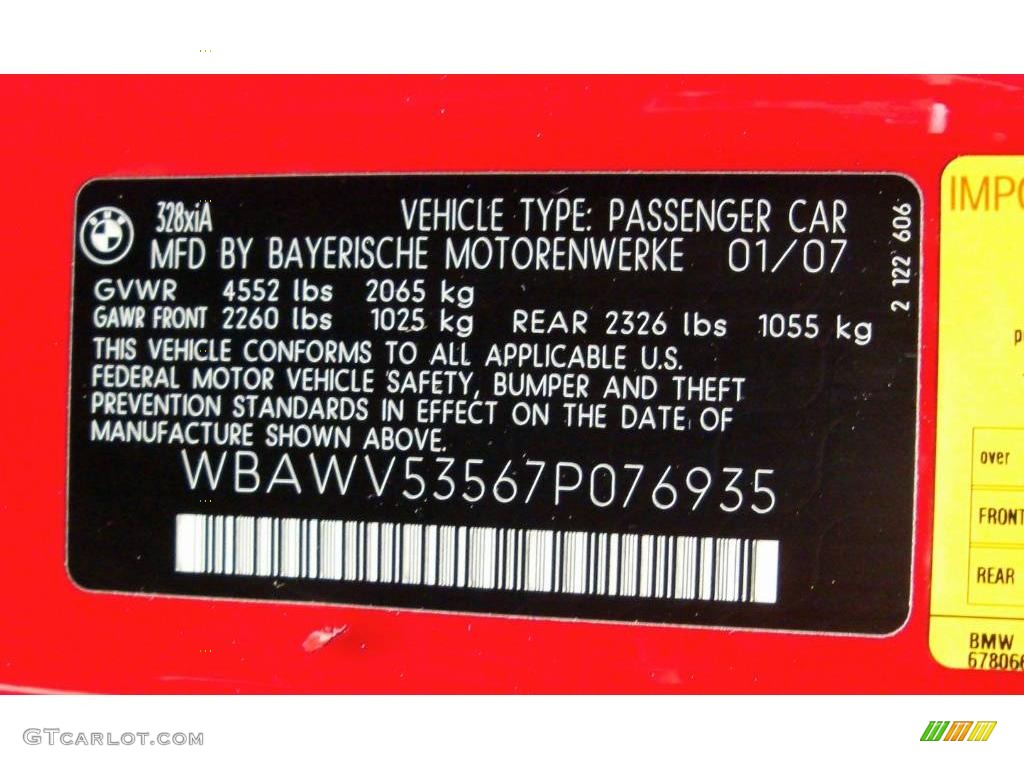 328xiA VEHICLE TYPE: PASSENGER CAR
MFD BY BAYERISCHE MOTORENWERKE 01/07
GVWR 4552 lbs 2065 kg
GAWR FRONT 2260 lbs 1025 kg REAR 2326 lbs 1055 kg
THIS VEHICLE CONFORMS TO ALL APPLICABLE U.S.
FEDERAL MOTOR VEHICLE SAFETY, BUMPER AND THEFT
PREVENTION STANDARDS IN EFFECT ON THE DATE OF
MANUFACTURE SHOWN ABOVE.
WBAWV53567P076935
2 122 606
over
FRONT
REAR
BMW
GTCARLOT.COM